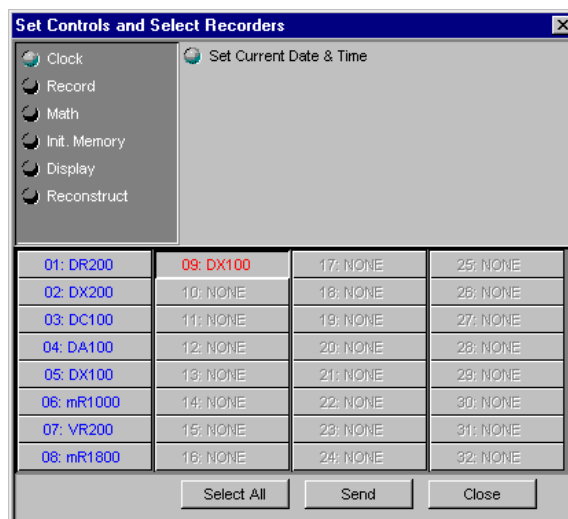 Set Controls and Select Recorders
Clock
Record
Math
Init. Memory
Display
Reconstruct
Set Current Date & Time
01: DR200 09: DX100 17: NONE 25: NONE
02: DX200 10: NONE 18: NONE 26: NONE
03: DC100 11: NONE 19: NONE 27: NONE
04: DA100 12: NONE 20: NONE 28: NONE
05: DX100 13: NONE 21: NONE 29: NONE
06: mR1000 14: NONE 22: NONE 30: NONE
07: VR200 15: NONE 23: NONE 31: NONE
08: mR1800 16: NONE 24: NONE 32: NONE
Select All Send Close